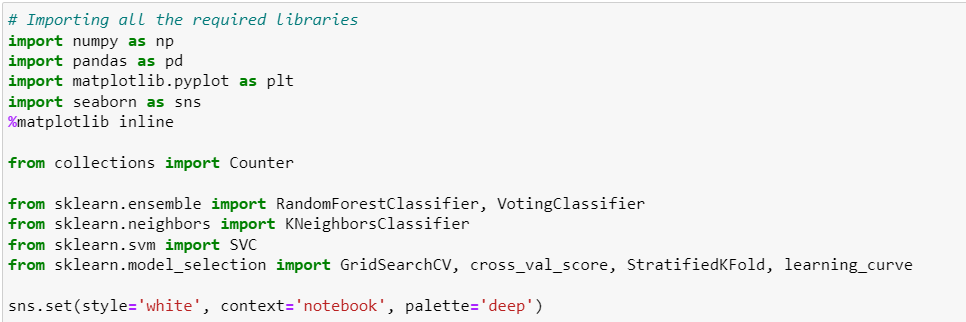 # Importing all the required libraries
import numpy as np
import pandas as pd
import matplotlib.pyplot as plt
import seaborn as sns
%matplotlib inline
from collections import Counter
from sklearn.ensemble import RandomForestClassifier, VotingClassifier
from sklearn.neighbors import KNeighborsClassifier
from sklearn.svm import SVC
from sklearn.model_selection import GridSearchCV, cross_val_score, StratifiedKFold, learning_curve
sns.set(style='white', context='notebook', palette='deep')